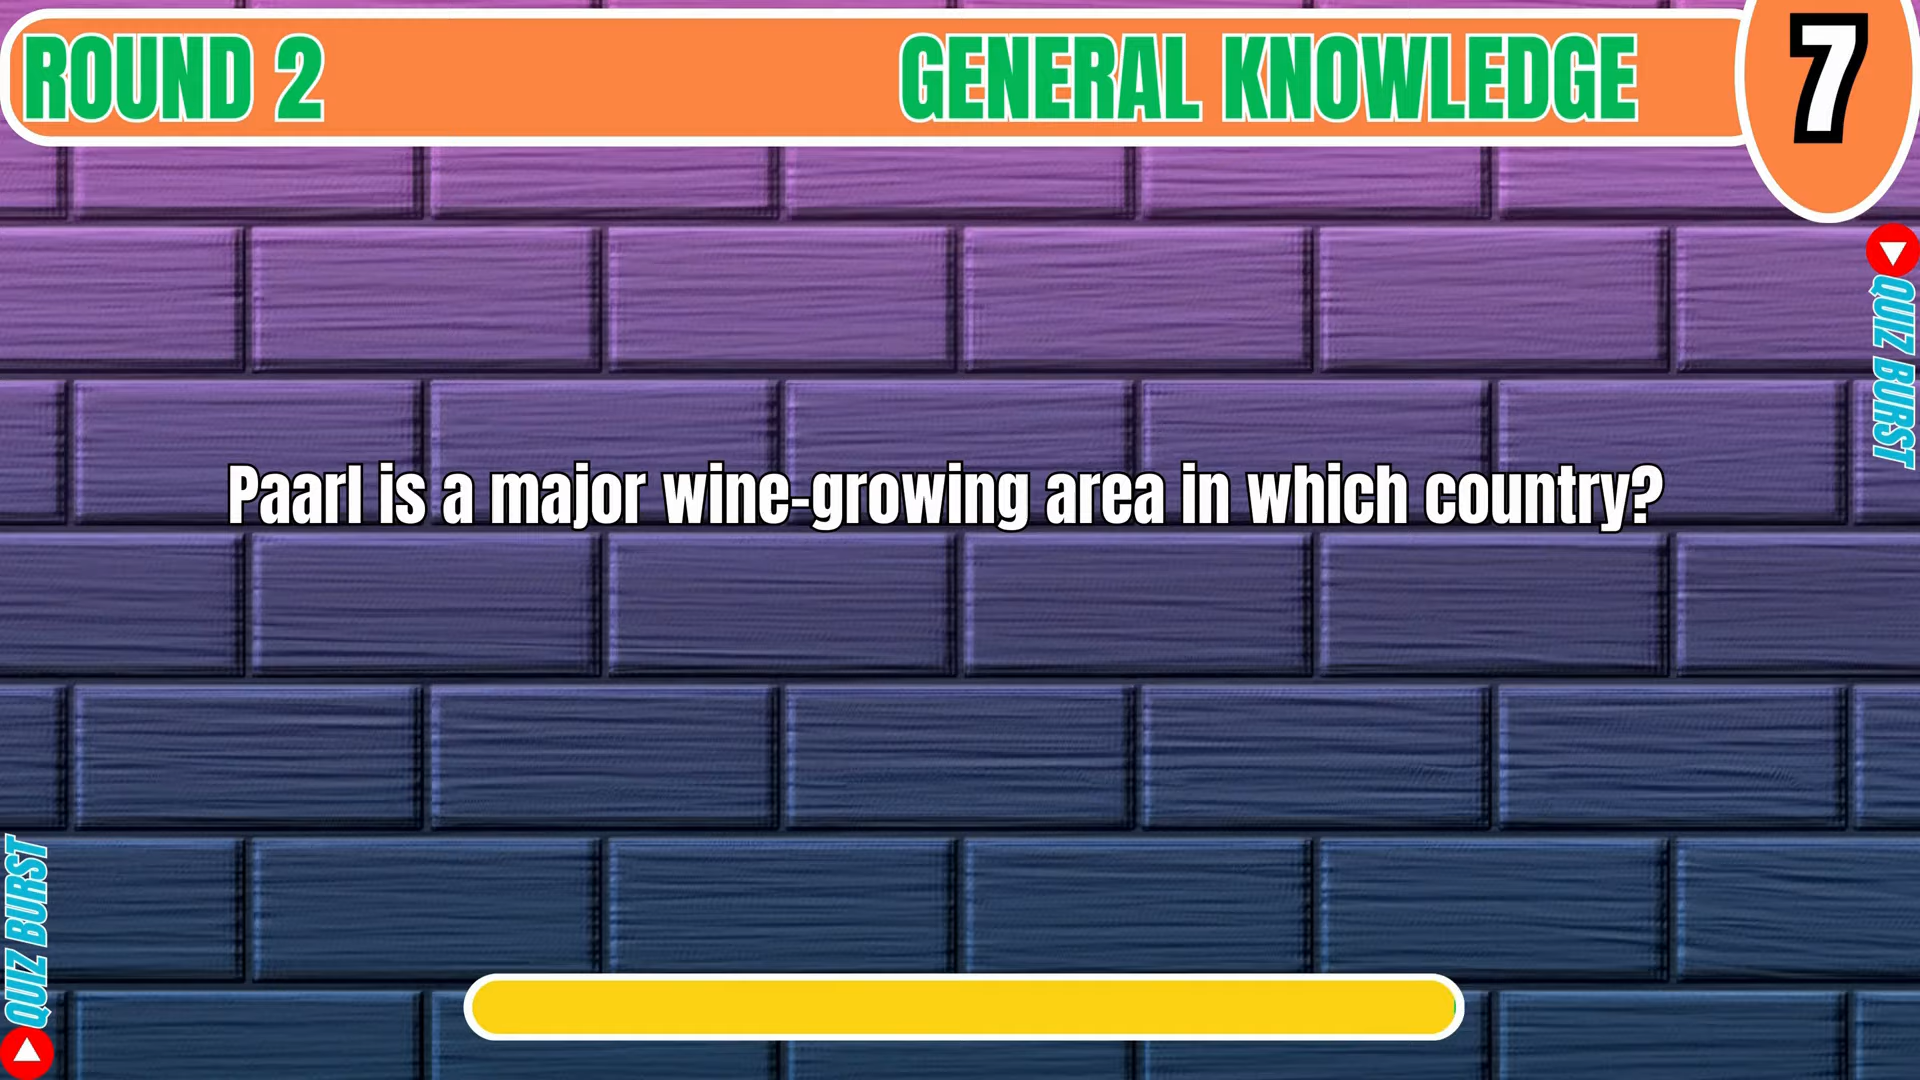 ROUND 2
GENERAL KNOWLEDGE
7
QUIZ BURST
Paarl is a major wine-growing area in which country?
QUIZ BURST